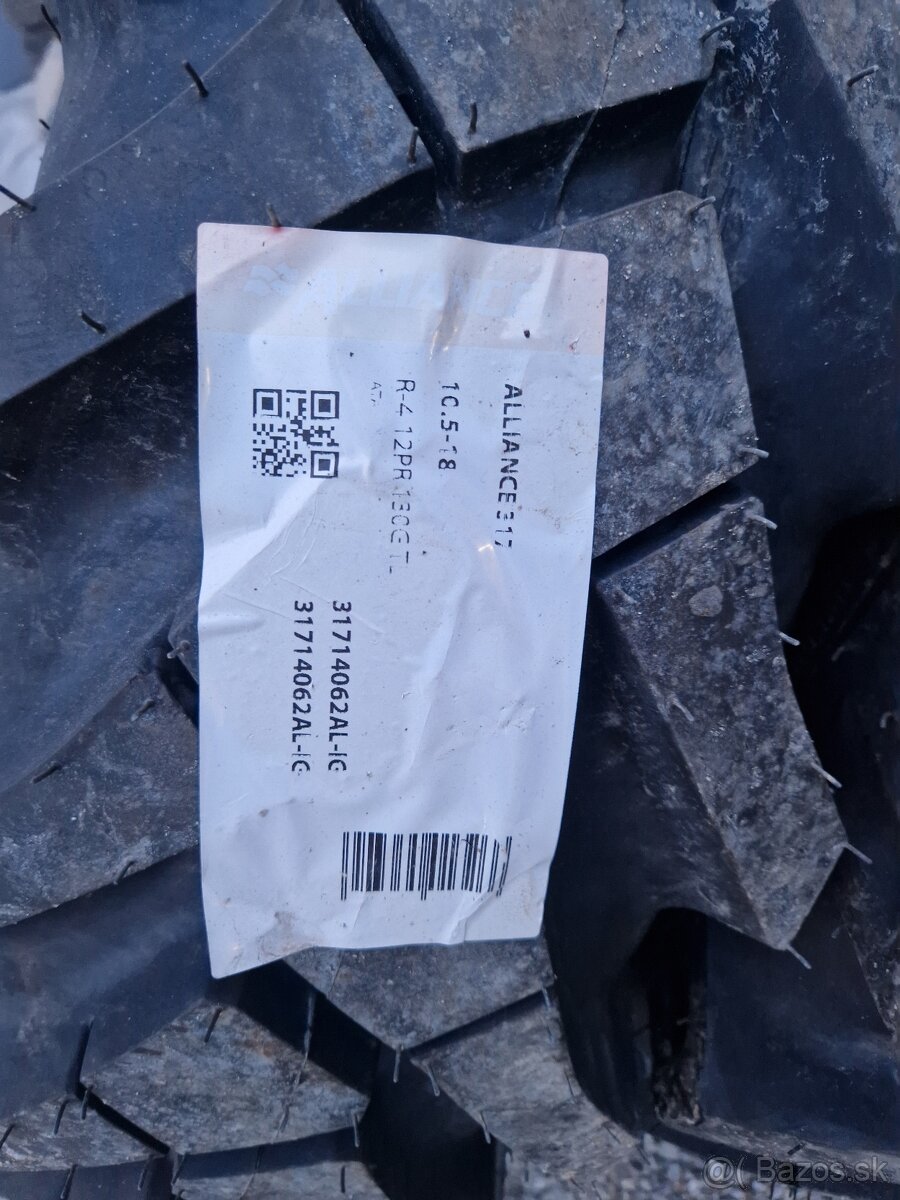 ALLIANCE
ALLIANCE 317
10.5-18
R-4 12PR 130G TL
31714062AL-IG
31714062AL-IG
@( Bazos.sk